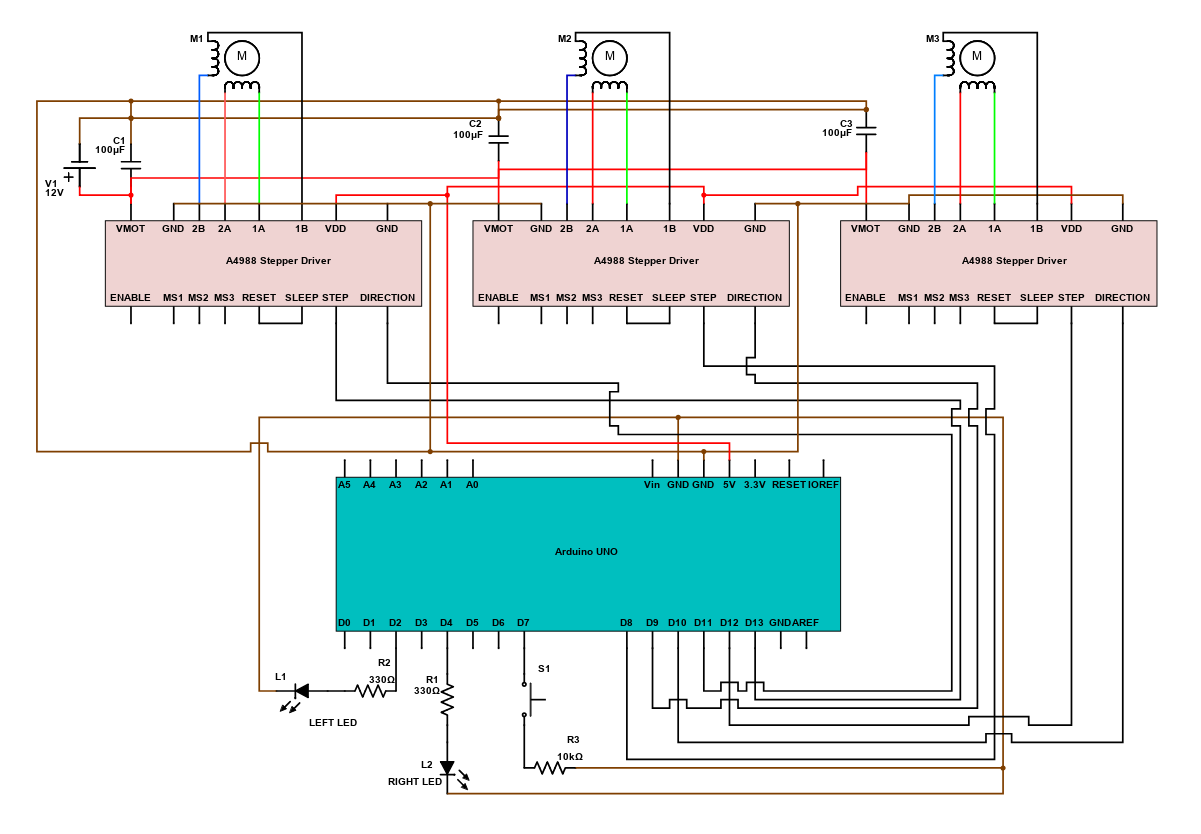 M1
M
M2
M
M3
M
C1
100µF
C2
100µF
C3
100µF
V1
12V
+
VMOT GND 2B 2A 1A 1B VDD GND
A4988 Stepper Driver
ENABLE MS1 MS2 MS3 RESET SLEEP STEP DIRECTION
VMOT GND 2B 2A 1A 1B VDD GND
A4988 Stepper Driver
ENABLE MS1 MS2 MS3 RESET SLEEP STEP DIRECTION
VMOT GND 2B 2A 1A 1B VDD GND
A4988 Stepper Driver
ENABLE MS1 MS2 MS3 RESET SLEEP STEP DIRECTION
A5 A4 A3 A2 A1 A0 Vin GND GND 5V 3.3V RESET IOREF
Arduino UNO
D0 D1 D2 D3 D4 D5 D6 D7 D8 D9 D10 D11 D12 D13 GND AREF
L1
LEFT LED
R2
330Ω
R1
330Ω
S1
L2
RIGHT LED
R3
10kΩ